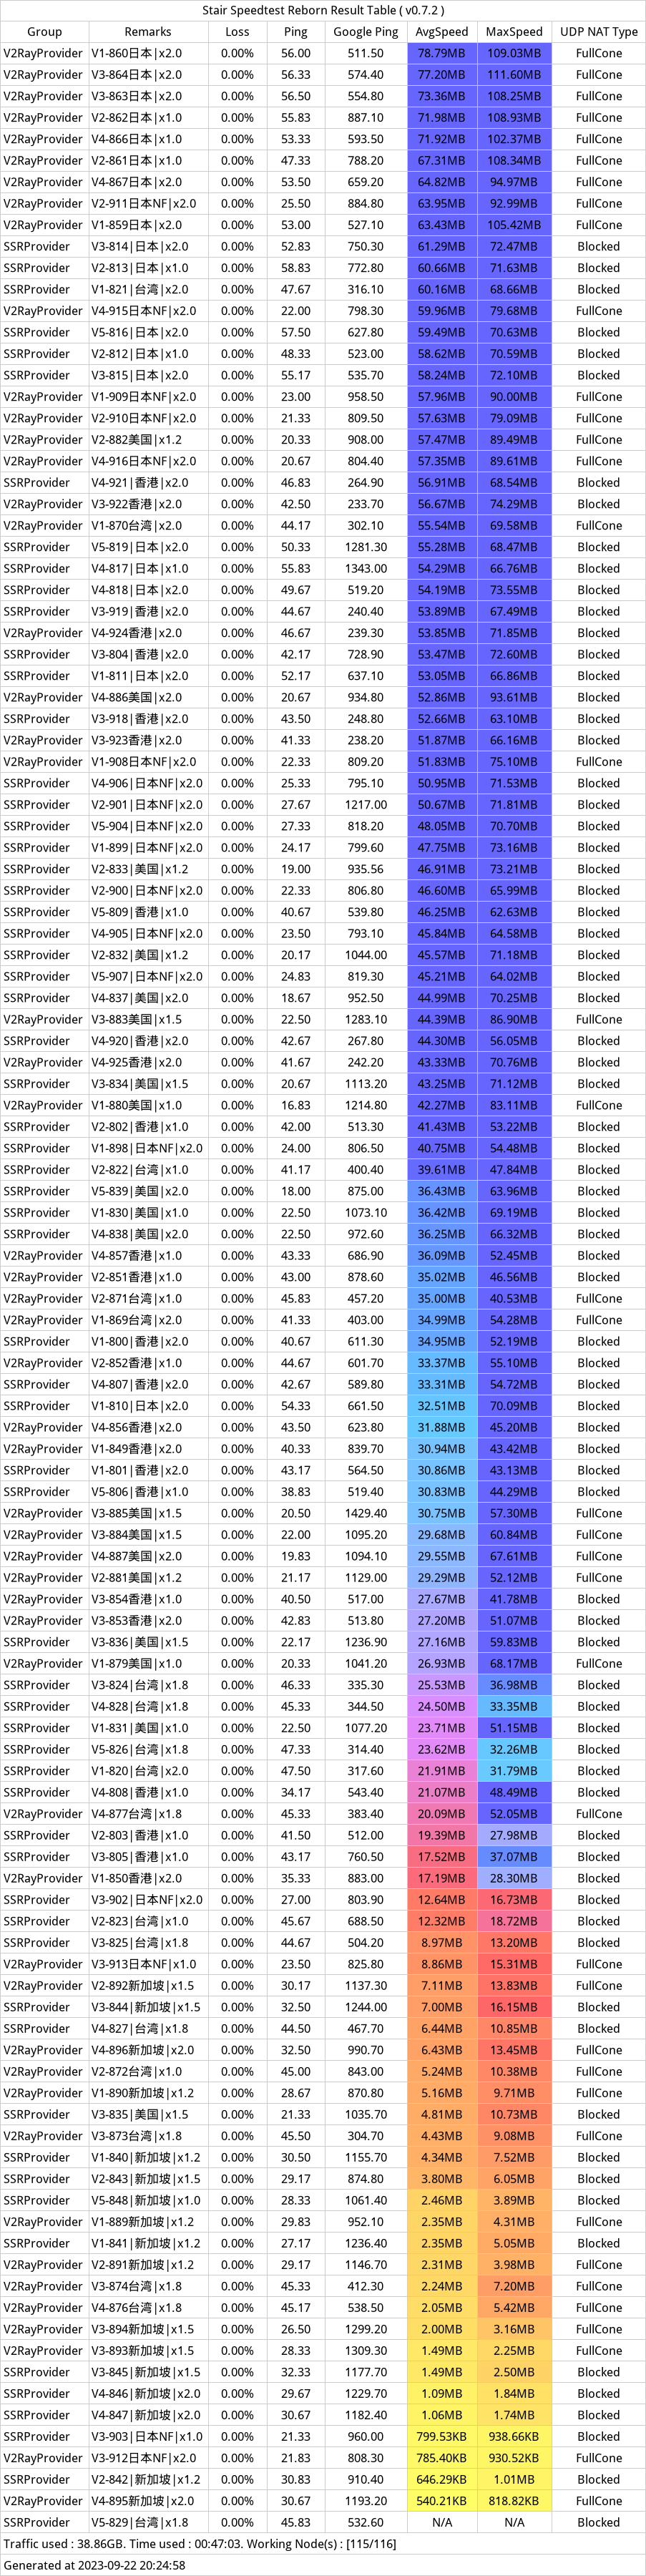 Stair Speedtest Reborn Result Table ( v0.7.2 )
Group Remarks Loss Ping Google Ping AvgSpeed MaxSpeed UDP NAT Type
V2RayProvider V1-860日本|x2.0 0.00% 56.00 511.50 78.79MB 109.03MB FullCone
V2RayProvider V3-864日本|x2.0 0.00% 56.33 574.40 77.20MB 111.60MB FullCone
V2RayProvider V3-863日本|x2.0 0.00% 56.50 554.80 73.36MB 108.25MB FullCone
V2RayProvider V2-862日本|x1.0 0.00% 55.83 887.10 71.98MB 108.93MB FullCone
V2RayProvider V4-866日本|x1.0 0.00% 53.33 593.50 71.92MB 102.37MB FullCone
V2RayProvider V2-861日本|x1.0 0.00% 47.33 788.20 67.31MB 108.34MB FullCone
V2RayProvider V4-867日本|x2.0 0.00% 53.50 659.20 64.82MB 94.97MB FullCone
V2RayProvider V2-911日本NF|x2.0 0.00% 25.50 884.80 63.95MB 92.99MB FullCone
V2RayProvider V1-859日本|x2.0 0.00% 53.00 527.10 63.43MB 105.42MB FullCone
SSRProvider V3-814|日本|x2.0 0.00% 52.83 750.30 61.29MB 72.47MB Blocked
SSRProvider V2-813|日本|x1.0 0.00% 58.83 772.80 60.66MB 71.63MB Blocked
SSRProvider V1-821|台湾|x2.0 0.00% 47.67 316.10 60.16MB 68.66MB Blocked
V2RayProvider V4-915日本NF|x2.0 0.00% 22.00 798.30 59.96MB 79.68MB FullCone
SSRProvider V5-816|日本|x2.0 0.00% 57.50 627.80 59.49MB 70.63MB Blocked
SSRProvider V2-812|日本|x1.0 0.00% 48.33 523.00 58.62MB 70.59MB Blocked
SSRProvider V3-815|日本|x2.0 0.00% 55.17 535.70 58.24MB 72.10MB Blocked
V2RayProvider V1-909日本NF|x2.0 0.00% 23.00 958.50 57.96MB 90.00MB FullCone
V2RayProvider V2-910日本NF|x2.0 0.00% 21.33 809.50 57.63MB 79.09MB FullCone
V2RayProvider V2-882美国|x1.2 0.00% 20.33 908.00 57.47MB 89.49MB FullCone
V2RayProvider V4-916日本NF|x2.0 0.00% 20.67 804.40 57.35MB 89.61MB FullCone
SSRProvider V4-921|香港|x2.0 0.00% 46.83 264.90 56.91MB 68.54MB Blocked
V2RayProvider V3-922香港|x2.0 0.00% 42.50 233.70 56.67MB 74.29MB Blocked
V2RayProvider V1-870台湾|x2.0 0.00% 44.17 302.10 55.54MB 69.58MB FullCone
SSRProvider V5-819|日本|x2.0 0.00% 50.33 1281.30 55.28MB 68.47MB Blocked
SSRProvider V4-817|日本|x1.0 0.00% 55.83 1343.00 54.29MB 66.76MB Blocked
SSRProvider V4-818|日本|x2.0 0.00% 49.67 519.20 54.19MB 73.55MB Blocked
SSRProvider V3-919|香港|x2.0 0.00% 44.67 240.40 53.89MB 67.49MB Blocked
V2RayProvider V4-924香港|x2.0 0.00% 46.67 239.30 53.85MB 71.85MB Blocked
SSRProvider V3-804|香港|x2.0 0.00% 42.17 728.90 53.47MB 72.60MB Blocked
SSRProvider V1-811|日本|x2.0 0.00% 52.17 637.10 53.05MB 66.86MB Blocked
V2RayProvider V4-886美国|x2.0 0.00% 20.67 934.80 52.86MB 93.61MB FullCone
SSRProvider V3-918|香港|x2.0 0.00% 43.50 248.80 52.66MB 63.10MB Blocked
V2RayProvider V3-923香港|x2.0 0.00% 41.33 238.20 51.87MB 66.16MB Blocked
V2RayProvider V1-908日本NF|x2.0 0.00% 22.33 809.20 51.83MB 75.10MB FullCone
SSRProvider V4-906|日本NF|x2.0 0.00% 25.33 795.10 50.95MB 71.53MB Blocked
SSRProvider V2-901|日本NF|x2.0 0.00% 27.67 1217.00 50.67MB 71.81MB Blocked
SSRProvider V5-904|日本NF|x2.0 0.00% 27.33 818.20 48.05MB 70.70MB Blocked
SSRProvider V1-899|日本NF|x2.0 0.00% 24.17 799.60 47.75MB 73.16MB Blocked
SSRProvider V2-833|美国|x1.2 0.00% 19.00 935.56 46.91MB 73.21MB Blocked
SSRProvider V2-900|日本NF|x2.0 0.00% 22.33 806.80 46.60MB 65.99MB Blocked
SSRProvider V5-809|香港|x1.0 0.00% 40.67 539.80 46.25MB 62.63MB Blocked
SSRProvider V4-905|日本NF|x2.0 0.00% 23.50 793.10 45.84MB 64.58MB Blocked
SSRProvider V2-832|美国|x1.2 0.00% 20.17 1044.00 45.57MB 71.18MB Blocked
SSRProvider V5-907|日本NF|x2.0 0.00% 24.83 819.30 45.21MB 64.02MB Blocked
SSRProvider V4-837|美国|x2.0 0.00% 18.67 952.50 44.99MB 70.25MB Blocked
V2RayProvider V3-883美国|x1.5 0.00% 22.50 1283.10 44.39MB 86.90MB FullCone
SSRProvider V4-920|香港|x2.0 0.00% 42.67 267.80 44.30MB 56.05MB Blocked
V2RayProvider V4-925香港|x2.0 0.00% 41.67 242.20 43.33MB 70.76MB Blocked
SSRProvider V3-834|美国|x1.5 0.00% 20.67 1113.20 43.25MB 71.12MB Blocked
V2RayProvider V1-880美国|x1.0 0.00% 16.83 1214.80 42.27MB 83.11MB FullCone
SSRProvider V2-802|香港|x1.0 0.00% 42.00 513.30 41.43MB 53.22MB Blocked
SSRProvider V1-898|日本NF|x2.0 0.00% 24.00 806.50 40.75MB 54.48MB Blocked
SSRProvider V2-822|台湾|x1.0 0.00% 41.17 400.40 39.61MB 47.84MB Blocked
SSRProvider V5-839|美国|x2.0 0.00% 18.00 875.00 36.43MB 63.96MB Blocked
SSRProvider V1-830|美国|x1.0 0.00% 22.50 1073.10 36.42MB 69.19MB Blocked
SSRProvider V4-838|美国|x2.0 0.00% 22.50 972.60 36.25MB 66.32MB Blocked
V2RayProvider V4-857香港|x1.0 0.00% 43.33 686.90 36.09MB 52.45MB FullCone
V2RayProvider V2-851香港|x1.0 0.00% 43.00 878.60 35.02MB 46.56MB Blocked
V2RayProvider V2-871台湾|x1.0 0.00% 45.83 457.20 35.00MB 40.53MB FullCone
V2RayProvider V1-869台湾|x2.0 0.00% 41.33 403.00 34.99MB 54.28MB FullCone
SSRProvider V1-800|香港|x2.0 0.00% 40.67 611.30 34.95MB 52.19MB Blocked
V2RayProvider V2-852香港|x1.0 0.00% 44.67 601.70 33.37MB 55.10MB Blocked
SSRProvider V4-807|香港|x2.0 0.00% 42.67 589.80 33.31MB 54.72MB Blocked
SSRProvider V1-810|日本|x2.0 0.00% 54.33 661.50 32.51MB 70.09MB Blocked
V2RayProvider V4-856香港|x2.0 0.00% 43.50 623.80 31.88MB 45.20MB Blocked
V2RayProvider V1-849香港|x2.0 0.00% 40.33 839.70 30.94MB 43.42MB Blocked
SSRProvider V1-801|香港|x2.0 0.00% 43.17 564.50 30.86MB 43.13MB Blocked
SSRProvider V5-806|香港|x1.0 0.00% 38.83 519.40 30.83MB 44.29MB Blocked
V2RayProvider V3-885美国|x1.5 0.00% 20.50 1429.40 30.75MB 57.30MB FullCone
V2RayProvider V3-884美国|x1.5 0.00% 22.00 1095.20 29.68MB 60.84MB FullCone
V2RayProvider V4-887美国|x2.0 0.00% 19.83 1094.10 29.55MB 67.61MB FullCone
V2RayProvider V2-881美国|x1.2 0.00% 21.17 1129.00 29.29MB 52.12MB FullCone
V2RayProvider V3-854香港|x1.0 0.00% 40.50 517.00 27.67MB 41.78MB Blocked
V2RayProvider V3-853香港|x2.0 0.00% 42.83 513.80 27.20MB 51.07MB Blocked
SSRProvider V3-836|美国|x1.5 0.00% 22.17 1236.90 27.16MB 59.83MB Blocked
V2RayProvider V1-879美国|x1.0 0.00% 20.33 1041.20 26.93MB 68.17MB FullCone
SSRProvider V3-824|台湾|x1.8 0.00% 46.33 335.30 25.53MB 36.98MB Blocked
SSRProvider V4-828|台湾|x1.8 0.00% 45.33 344.50 24.50MB 33.35MB Blocked
SSRProvider V1-831|美国|x1.0 0.00% 22.50 1077.20 23.71MB 51.15MB Blocked
SSRProvider V5-826|台湾|x1.8 0.00% 47.33 314.40 23.62MB 32.26MB Blocked
SSRProvider V1-820|台湾|x2.0 0.00% 47.50 317.60 21.91MB 31.79MB Blocked
SSRProvider V4-808|香港|x1.0 0.00% 34.17 543.40 21.07MB 48.49MB Blocked
V2RayProvider V4-877台湾|x1.8 0.00% 45.33 383.40 20.09MB 52.05MB FullCone
SSRProvider V2-803|香港|x1.0 0.00% 41.50 512.00 19.39MB 27.98MB Blocked
SSRProvider V3-805|香港|x1.0 0.00% 43.17 760.50 17.52MB 37.07MB Blocked
V2RayProvider V1-850香港|x2.0 0.00% 35.33 883.00 17.19MB 28.30MB Blocked
SSRProvider V3-902|日本NF|x2.0 0.00% 27.00 803.90 12.64MB 16.73MB Blocked
SSRProvider V2-823|台湾|x1.0 0.00% 45.67 688.50 12.32MB 18.72MB Blocked
SSRProvider V3-825|台湾|x1.8 0.00% 44.67 504.20 8.97MB 13.20MB Blocked
V2RayProvider V3-913日本NF|x1.0 0.00% 23.50 825.80 8.86MB 15.31MB FullCone
V2RayProvider V2-892新加坡|x1.5 0.00% 30.17 1137.30 7.11MB 13.83MB FullCone
SSRProvider V3-844|新加坡|x1.5 0.00% 32.50 1244.00 7.00MB 16.15MB Blocked
SSRProvider V4-827|台湾|x1.8 0.00% 44.50 467.70 6.44MB 10.85MB Blocked
V2RayProvider V4-896新加坡|x2.0 0.00% 32.50 990.70 6.43MB 13.45MB FullCone
V2RayProvider V2-872台湾|x1.0 0.00% 45.00 843.00 5.24MB 10.38MB FullCone
V2RayProvider V1-890新加坡|x1.2 0.00% 28.67 870.80 5.16MB 9.71MB FullCone
SSRProvider V3-835|美国|x1.5 0.00% 21.33 1035.70 4.81MB 10.73MB Blocked
V2RayProvider V3-873台湾|x1.8 0.00% 45.50 304.70 4.43MB 9.08MB FullCone
SSRProvider V1-840|新加坡|x1.2 0.00% 30.50 1155.70 4.34MB 7.52MB Blocked
SSRProvider V2-843|新加坡|x1.5 0.00% 29.17 874.80 3.80MB 6.05MB Blocked
SSRProvider V5-848|新加坡|x1.0 0.00% 28.33 1061.40 2.46MB 3.89MB Blocked
V2RayProvider V1-889新加坡|x1.2 0.00% 29.83 952.10 2.35MB 4.31MB FullCone
SSRProvider V1-841|新加坡|x1.2 0.00% 27.17 1236.40 2.35MB 5.05MB Blocked
V2RayProvider V2-891新加坡|x1.2 0.00% 29.17 1146.70 2.31MB 3.98MB FullCone
V2RayProvider V3-874台湾|x1.8 0.00% 45.33 412.30 2.24MB 7.20MB FullCone
V2RayProvider V4-876台湾|x1.8 0.00% 45.17 538.50 2.05MB 5.42MB FullCone
V2RayProvider V3-894新加坡|x1.5 0.00% 26.50 1299.20 2.00MB 3.16MB FullCone
V2RayProvider V3-893新加坡|x1.5 0.00% 28.33 1309.30 1.49MB 2.25MB FullCone
SSRProvider V3-845|新加坡|x1.5 0.00% 32.33 1177.70 1.49MB 2.50MB Blocked
SSRProvider V4-846|新加坡|x2.0 0.00% 29.67 1229.70 1.09MB 1.84MB Blocked
SSRProvider V4-847|新加坡|x2.0 0.00% 30.67 1182.40 1.06MB 1.74MB Blocked
SSRProvider V3-903|日本NF|x1.0 0.00% 21.33 960.00 799.53KB 938.66KB Blocked
V2RayProvider V3-912日本NF|x2.0 0.00% 21.83 808.30 785.40KB 930.52KB FullCone
SSRProvider V2-842|新加坡|x1.2 0.00% 30.83 910.40 646.29KB 1.01MB Blocked
V2RayProvider V4-895新加坡|x2.0 0.00% 30.67 1193.20 540.21KB 818.82KB FullCone
SSRProvider V5-829|台湾|x1.8 0.00% 45.83 532.60 N/A N/A Blocked
Traffic used : 38.86GB. Time used : 00:47:03. Working Node(s) : [115/116]
Generated at 2023-09-22 20:24:58